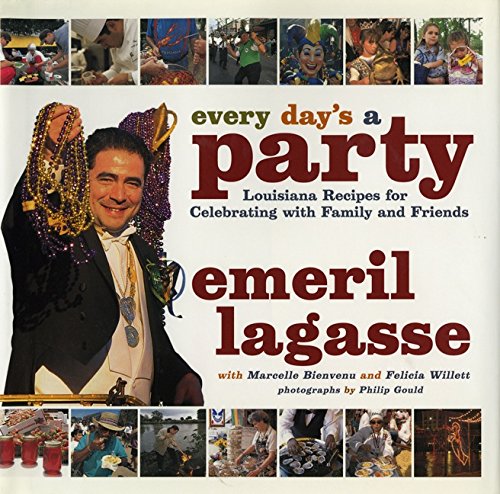 every day's a
party
Louisiana Recipes for
Celebrating with Family and Friends
emeril
lagasse
with Marcelle Bienvenu and Felicia Willett
photographs by Philip Gould